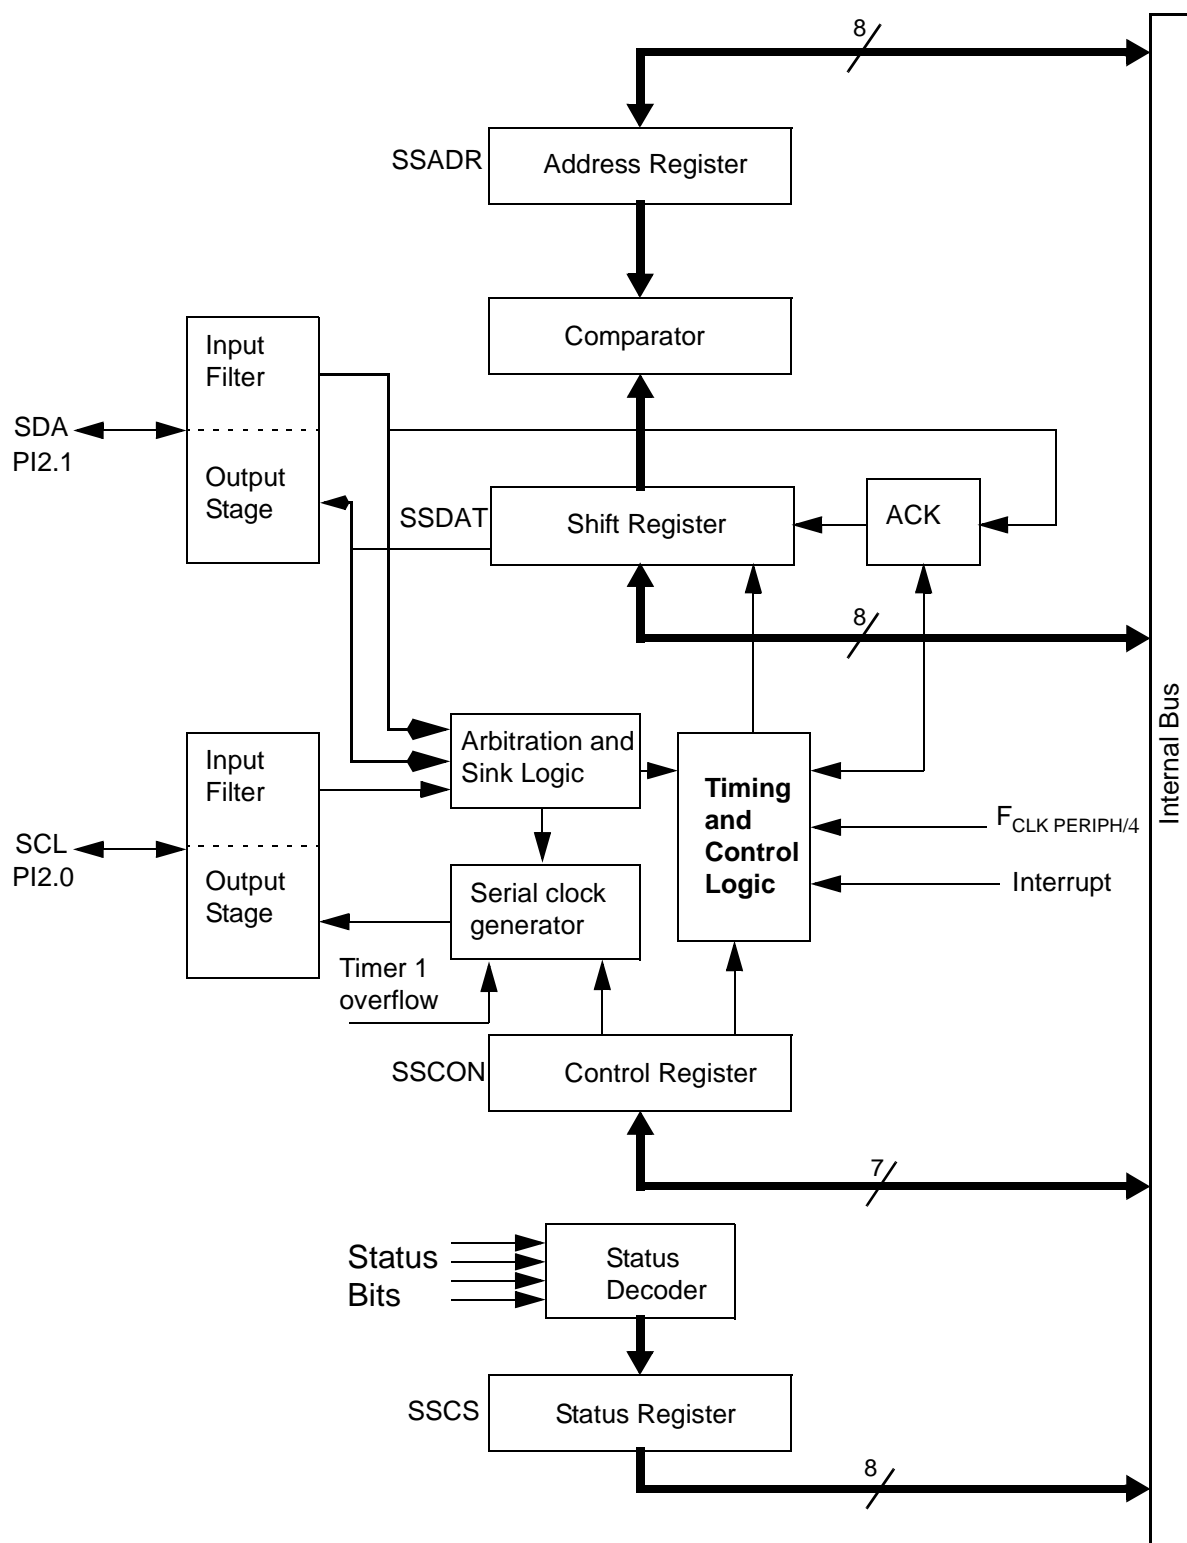 8
SSADR
Address Register
Comparator
Input
Filter
SDA
PI2.1
Output
Stage
SSDAT
Shift Register
ACK
8
Internal Bus
Arbitration and
Sink Logic
Input
Filter
Timing
and
Control
Logic
FCLK PERIPH/4
SCL
PI2.0
Output
Stage
Serial clock
generator
Interrupt
Timer 1
overflow
SSCON
Control Register
7
Status
Bits
Status
Decoder
SSCS
Status Register
8